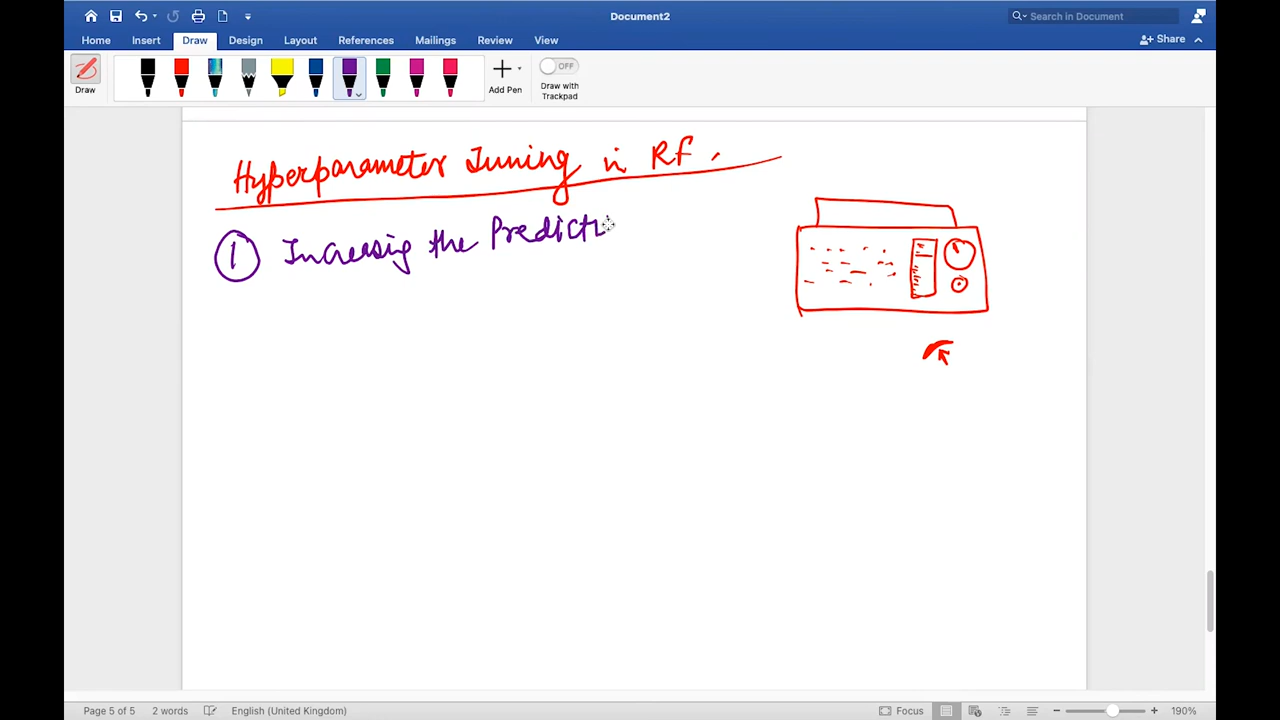 Document2
Search in Document
Home Insert Draw Design Layout References Mailings Review View
Share
Draw
Add Pen
OFF
Draw with
Trackpad
Hyperparameter Tuning in Rf.
1 Increasing the Predicti
Page 5 of 5 2 words English (United Kingdom) Focus 190%